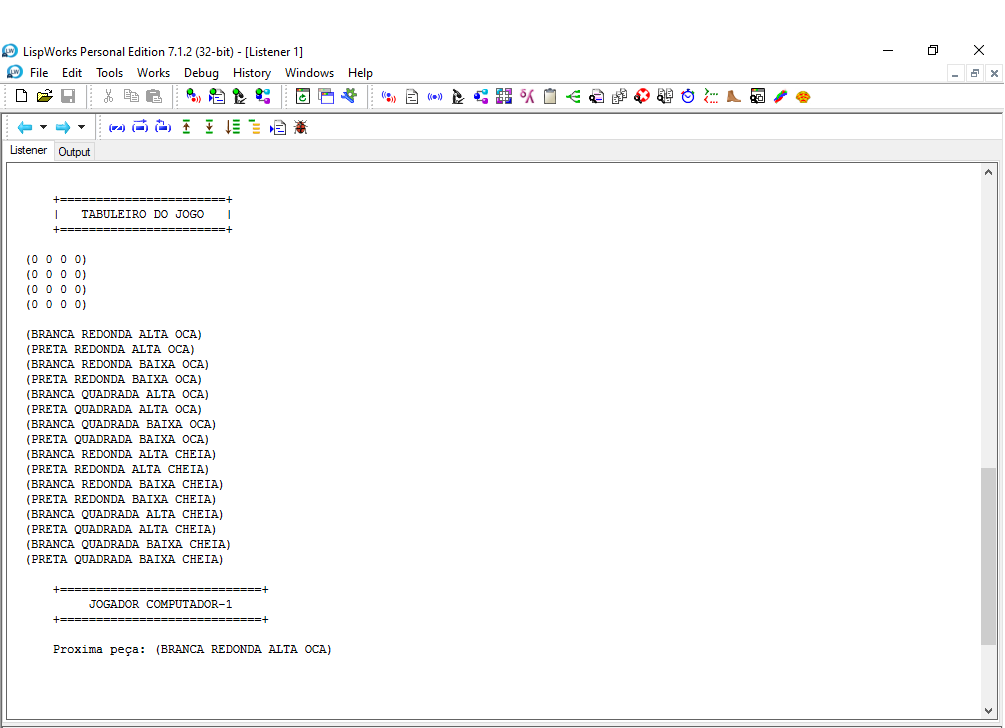 LispWorks Personal Edition 7.1.2 (32-bit) - [Listener 1]
File Edit Tools Works Debug History Windows Help
Listener Output
+=======================+
| TABULEIRO DO JOGO |
+=======================+
(0 0 0 0)
(0 0 0 0)
(0 0 0 0)
(0 0 0 0)
(BRANCA REDONDA ALTA OCA)
(PRETA REDONDA ALTA OCA)
(BRANCA REDONDA BAIXA OCA)
(PRETA REDONDA BAIXA OCA)
(BRANCA QUADRADA ALTA OCA)
(PRETA QUADRADA ALTA OCA)
(BRANCA QUADRADA BAIXA OCA)
(PRETA QUADRADA BAIXA OCA)
(BRANCA REDONDA ALTA CHEIA)
(PRETA REDONDA ALTA CHEIA)
(BRANCA REDONDA BAIXA CHEIA)
(PRETA REDONDA BAIXA CHEIA)
(BRANCA QUADRADA ALTA CHEIA)
(PRETA QUADRADA ALTA CHEIA)
(BRANCA QUADRADA BAIXA CHEIA)
(PRETA QUADRADA BAIXA CHEIA)
+============================+
JOGADOR COMPUTADOR-1
+============================+
Proxima peça: (BRANCA REDONDA ALTA OCA)